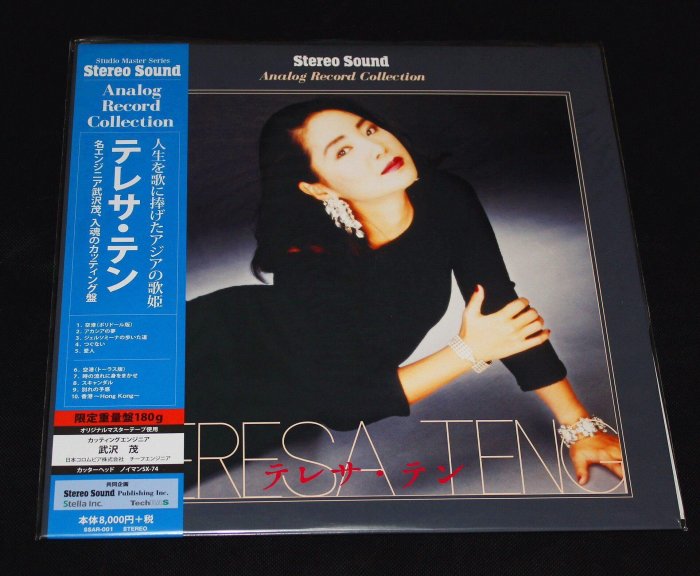 Studio Master Series
Stereo Sound
Analog
Record
Collection
人生を歌に捧げたアジアの歌姫
テレサ・テン
名エンジニア武沢茂、入魂のカッティング盤
1. 空港（ポリドール版）
2. アカシアの夢
3. ジェルソミーナの歩いた道
4. つぐない
5. 愛人
6. 空港（トーラス版）
7. 時の流れに身をまかせ
8. スキャンダル
9. 別れの予感
10. 香港〜Hong Kong〜
限定重量盤180g
オリジナルマスターテープ使用
カッティングエンジニア
武沢 茂
日本コロムビア株式会社 チーフエンジニア
カッターヘッド ノイマンSX-74
共同企画
Stereo Sound Publishing Inc.
Stella Inc.
本体8,000円+税
SSAR-001 STEREO
Stereo Sound
Analog Record Collection
ERESA TENG
テレサ・テン